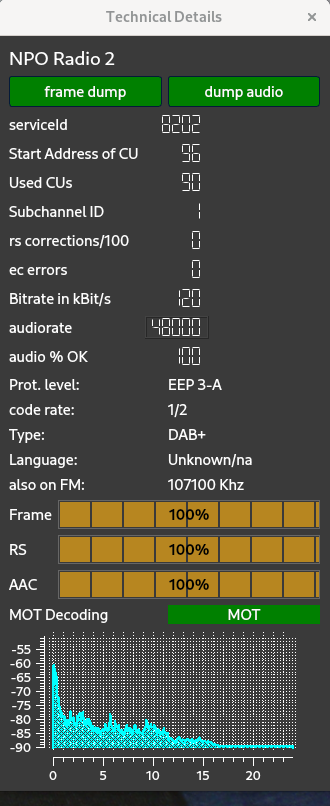 Technical Details ×
NPO Radio 2
frame dump dump audio
serviceId 8202
Start Address of CU 96
Used CUs 90
Subchannel ID 1
rs corrections/100 0
ec errors 0
Bitrate in kBit/s 120
audiorate 48000
audio % OK 100
Prot. level: EEP 3-A
code rate: 1/2
Type: DAB+
Language: Unknown/na
also on FM: 107100 Khz
Frame 100%
RS 100%
AAC 100%
MOT Decoding MOT
-55
-60
-65
-70
-75
-80
-85
-90
0 5 10 15 20